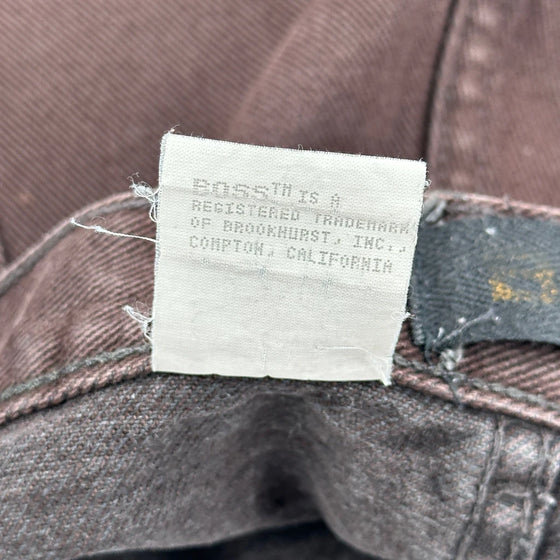 BOSS™ IS A
REGISTERED TRADEMARK
OF BROOKHURST, INC.,
COMPTON, CALIFORNIA